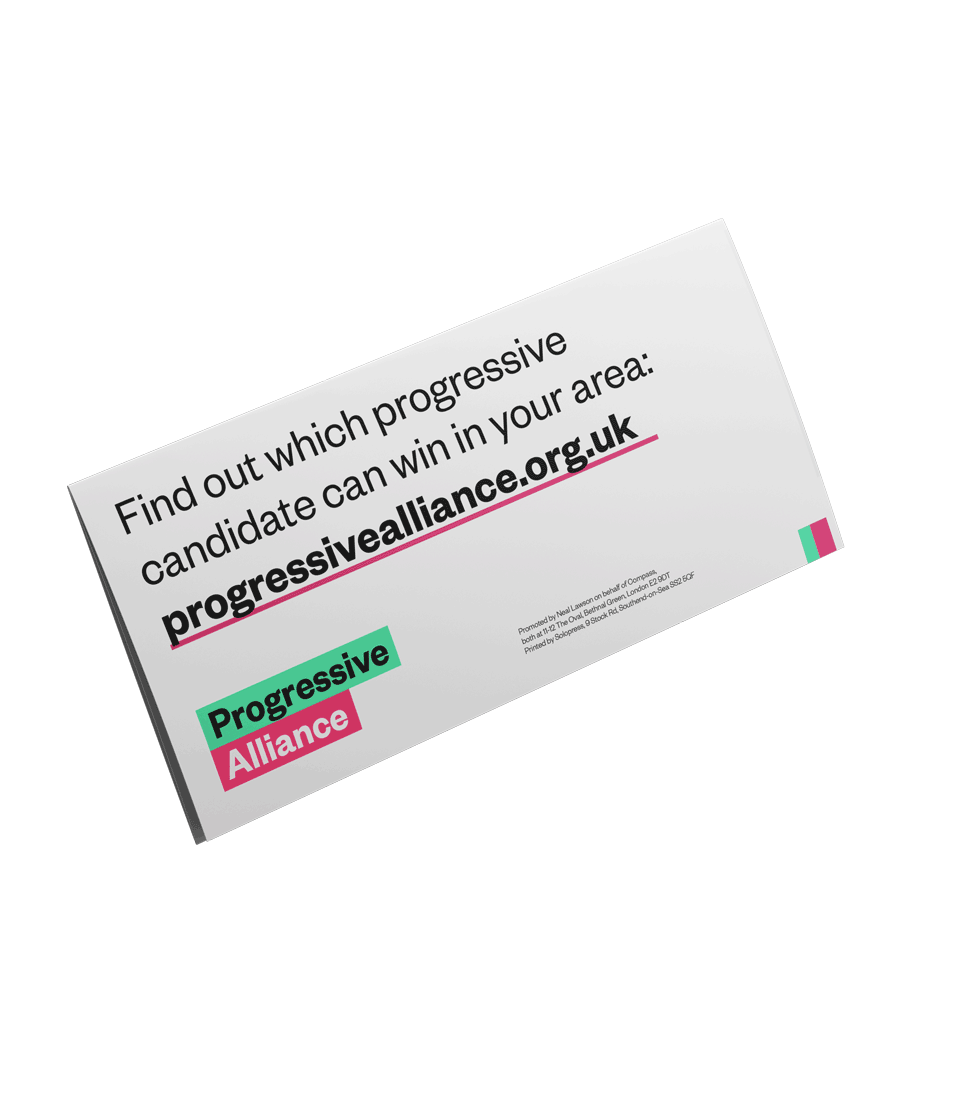 Find out which progressive
candidate can win in your area:
progressivealliance.org.uk
Progressive
Alliance
Promoted by Neal Lawson on behalf of Compass,
both at 11-12 The Oval, Bethnal Green, London E2 9DT
Printed by Solopress, 9 Stock Rd, Southend-on-Sea SS2 5QF